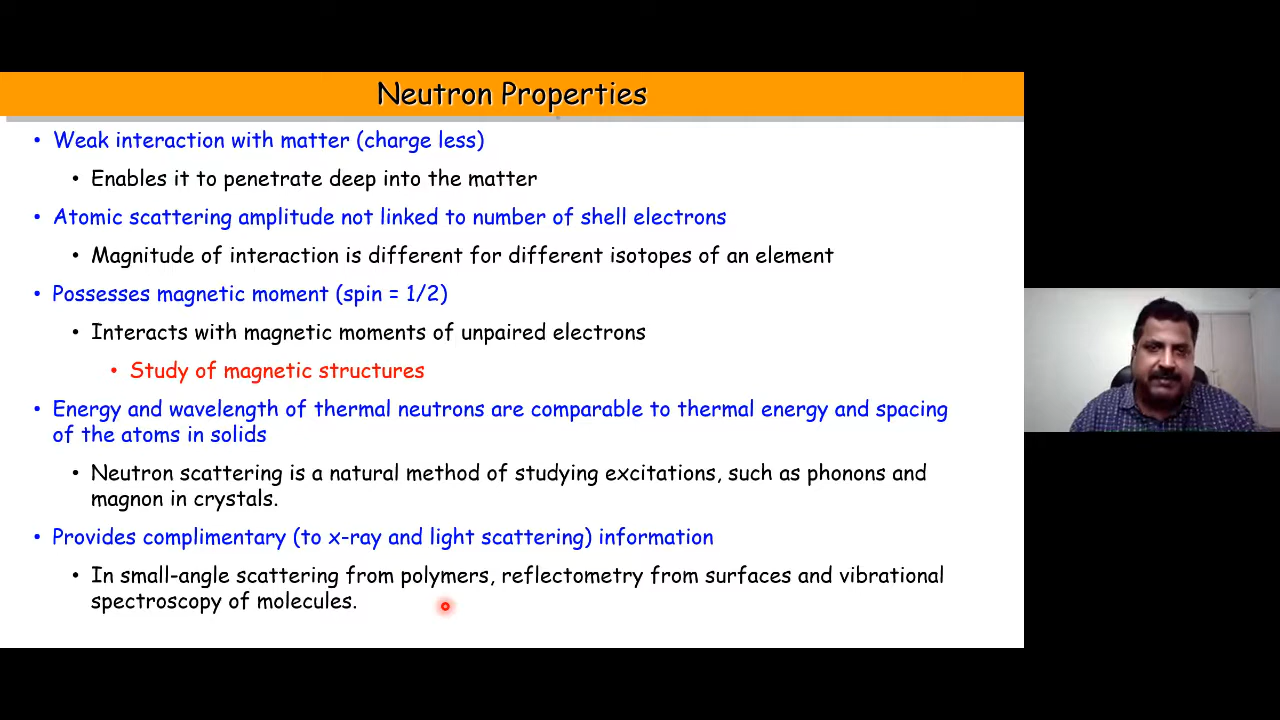 Neutron Properties
• Weak interaction with matter (charge less)
• Enables it to penetrate deep into the matter
• Atomic scattering amplitude not linked to number of shell electrons
• Magnitude of interaction is different for different isotopes of an element
• Possesses magnetic moment (spin = 1/2)
• Interacts with magnetic moments of unpaired electrons
• Study of magnetic structures
• Energy and wavelength of thermal neutrons are comparable to thermal energy and spacing
of the atoms in solids
• Neutron scattering is a natural method of studying excitations, such as phonons and
magnon in crystals.
• Provides complimentary (to x-ray and light scattering) information
• In small-angle scattering from polymers, reflectometry from surfaces and vibrational
spectroscopy of molecules.